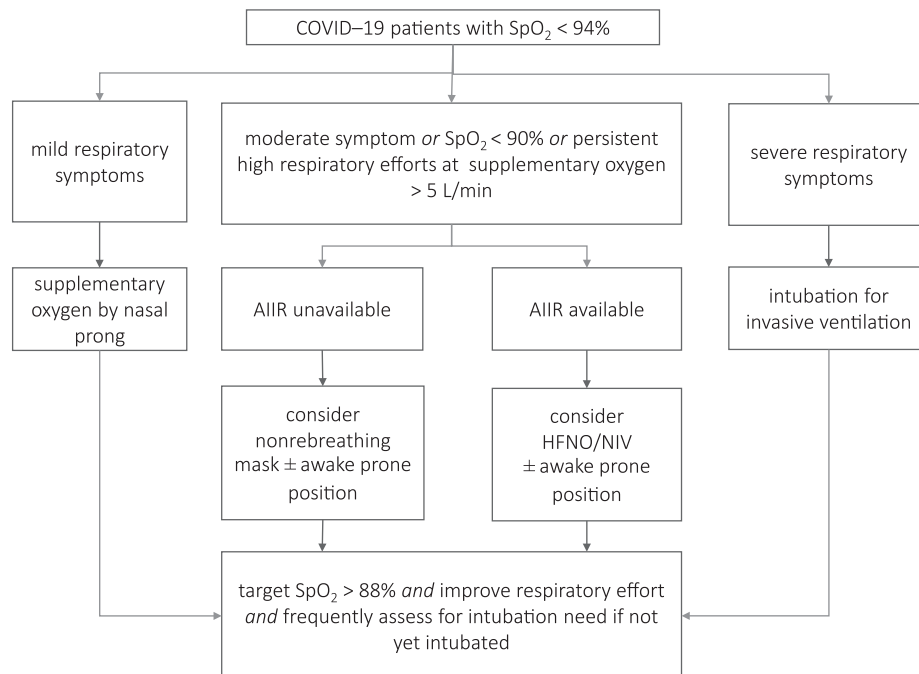 COVID–19 patients with SpO₂ < 94%
mild respiratory
symptoms
moderate symptom or SpO₂ < 90% or persistent
high respiratory efforts at supplementary oxygen
> 5 L/min
severe respiratory
symptoms
supplementary
oxygen by nasal
prong
AIIR unavailable
AIIR available
intubation for
invasive ventilation
consider
nonrebreathing
mask ± awake prone
position
consider
HFNO/NIV
± awake prone
position
target SpO₂ > 88% and improve respiratory effort
and frequently assess for intubation need if not
yet intubated